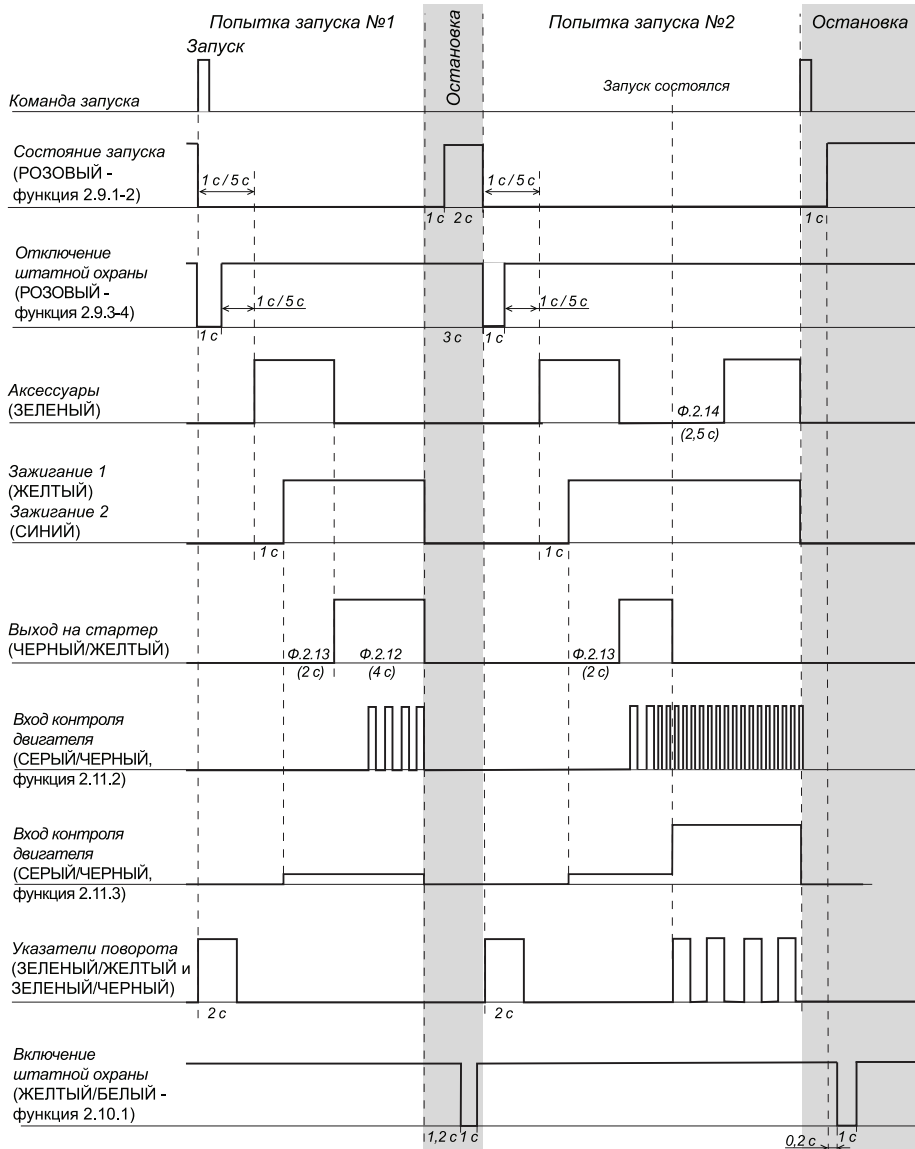 Попытка запуска №1
Остановка
Попытка запуска №2
Остановка
Запуск
Команда запуска
Запуск состоялся
Состояние запуска
(РОЗОВЫЙ -
функция 2.9.1-2)
1 с / 5 с
1 с
2 с
1 с / 5 с
1 с
Отключение
штатной охраны
(РОЗОВЫЙ -
функция 2.9.3-4)
1 с / 5 с
1 с
3 с
1 с / 5 с
1 с
Аксессуары
(ЗЕЛЕНЫЙ)
Ф.2.14
(2,5 с)
Зажигание 1
(ЖЕЛТЫЙ)
Зажигание 2
(СИНИЙ)
1 с
1 с
Выход на стартер
(ЧЕРНЫЙ/ЖЕЛТЫЙ)
Ф.2.13
(2 с)
Ф.2.12
(4 с)
Ф.2.13
(2 с)
Вход контроля
двигателя
(СЕРЫЙ/ЧЕРНЫЙ,
функция 2.11.2)
Вход контроля
двигателя
(СЕРЫЙ/ЧЕРНЫЙ,
функция 2.11.3)
Указатели поворота
(ЗЕЛЕНЫЙ/ЖЕЛТЫЙ и
ЗЕЛЕНЫЙ/ЧЕРНЫЙ)
2 с
2 с
Включение
штатной охраны
(ЖЕЛТЫЙ/БЕЛЫЙ -
функция 2.10.1)
1,2 с
1 с
0,2 с
1 с